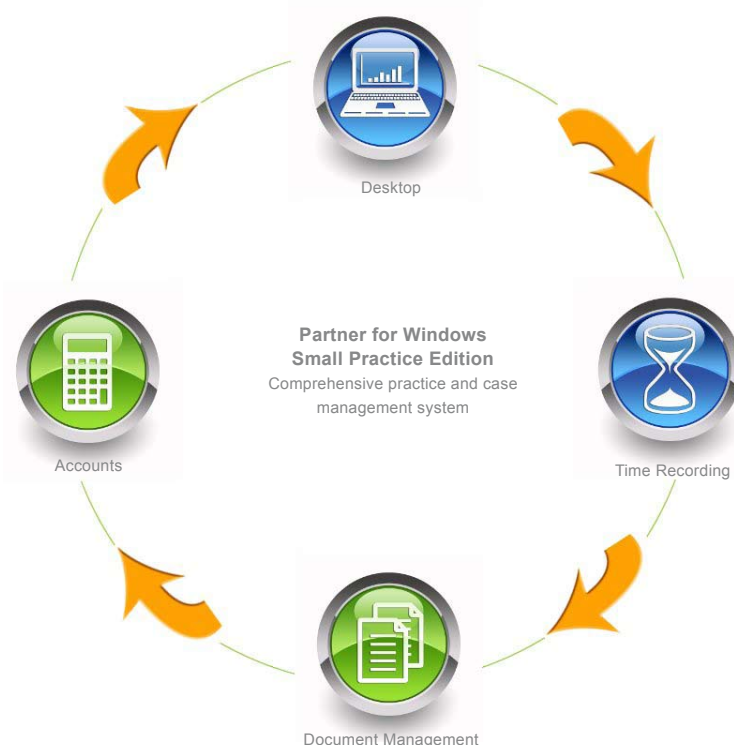 Desktop
Partner for Windows
Small Practice Edition
Comprehensive practice and case
management system
Accounts
Time Recording
Document Management